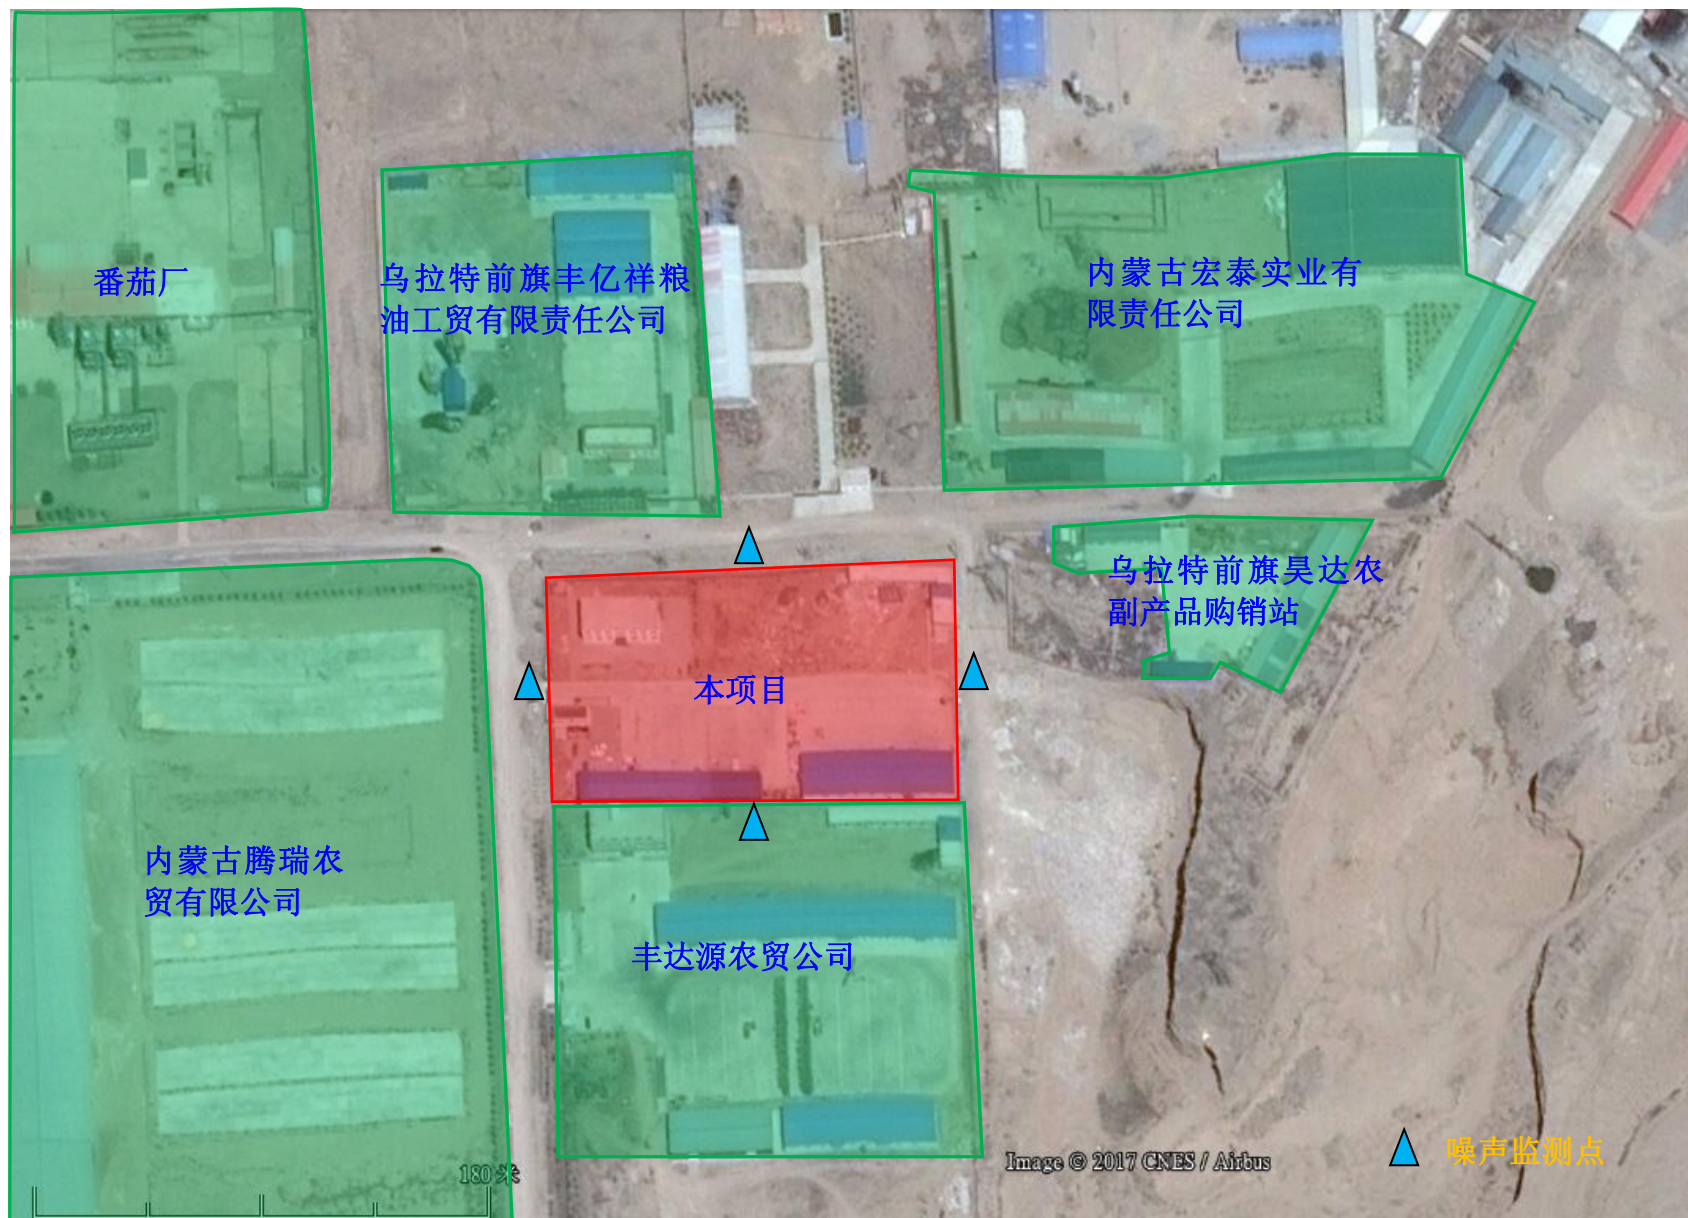 番茄厂
乌拉特前旗丰亿祥粮
油工贸有限责任公司
内蒙古宏泰实业有
限责任公司
乌拉特前旗昊达农
副产品购销站
本项目
内蒙古腾瑞农
贸有限公司
丰达源农贸公司
噪声监测点
Image © 2017 CNES / Airbus
180 米